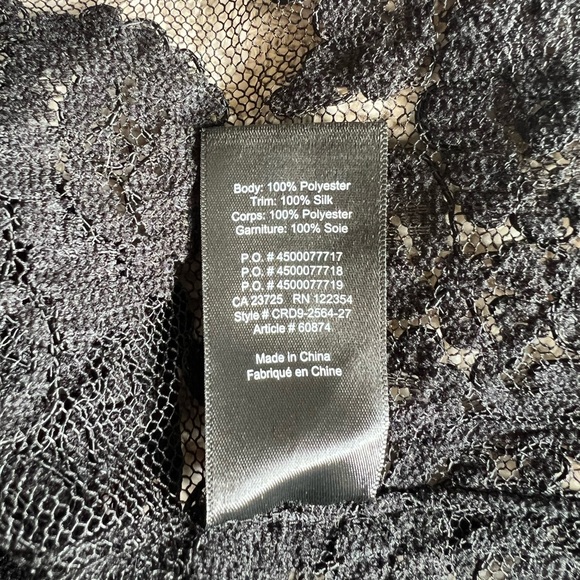 Body: 100% Polyester
Trim: 100% Silk
Corps: 100% Polyester
Garniture: 100% Soie
P.O. # 4500077717
P.O. # 4500077718
P.O. # 4500077719
CA 23725 RN 122354
Style # CRD9-2564-27
Article # 60874
Made in China
Fabriqué en Chine